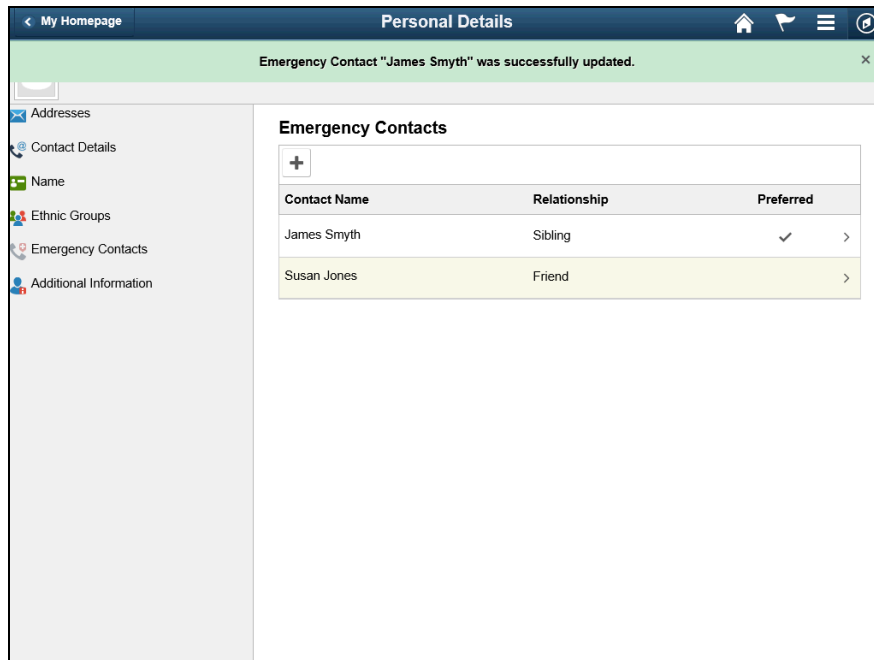 My Homepage Personal Details
Emergency Contact "James Smyth" was successfully updated.
Addresses
Contact Details
Name
Ethnic Groups
Emergency Contacts
Additional Information
Emergency Contacts
Contact Name Relationship Preferred
James Smyth Sibling
Susan Jones Friend